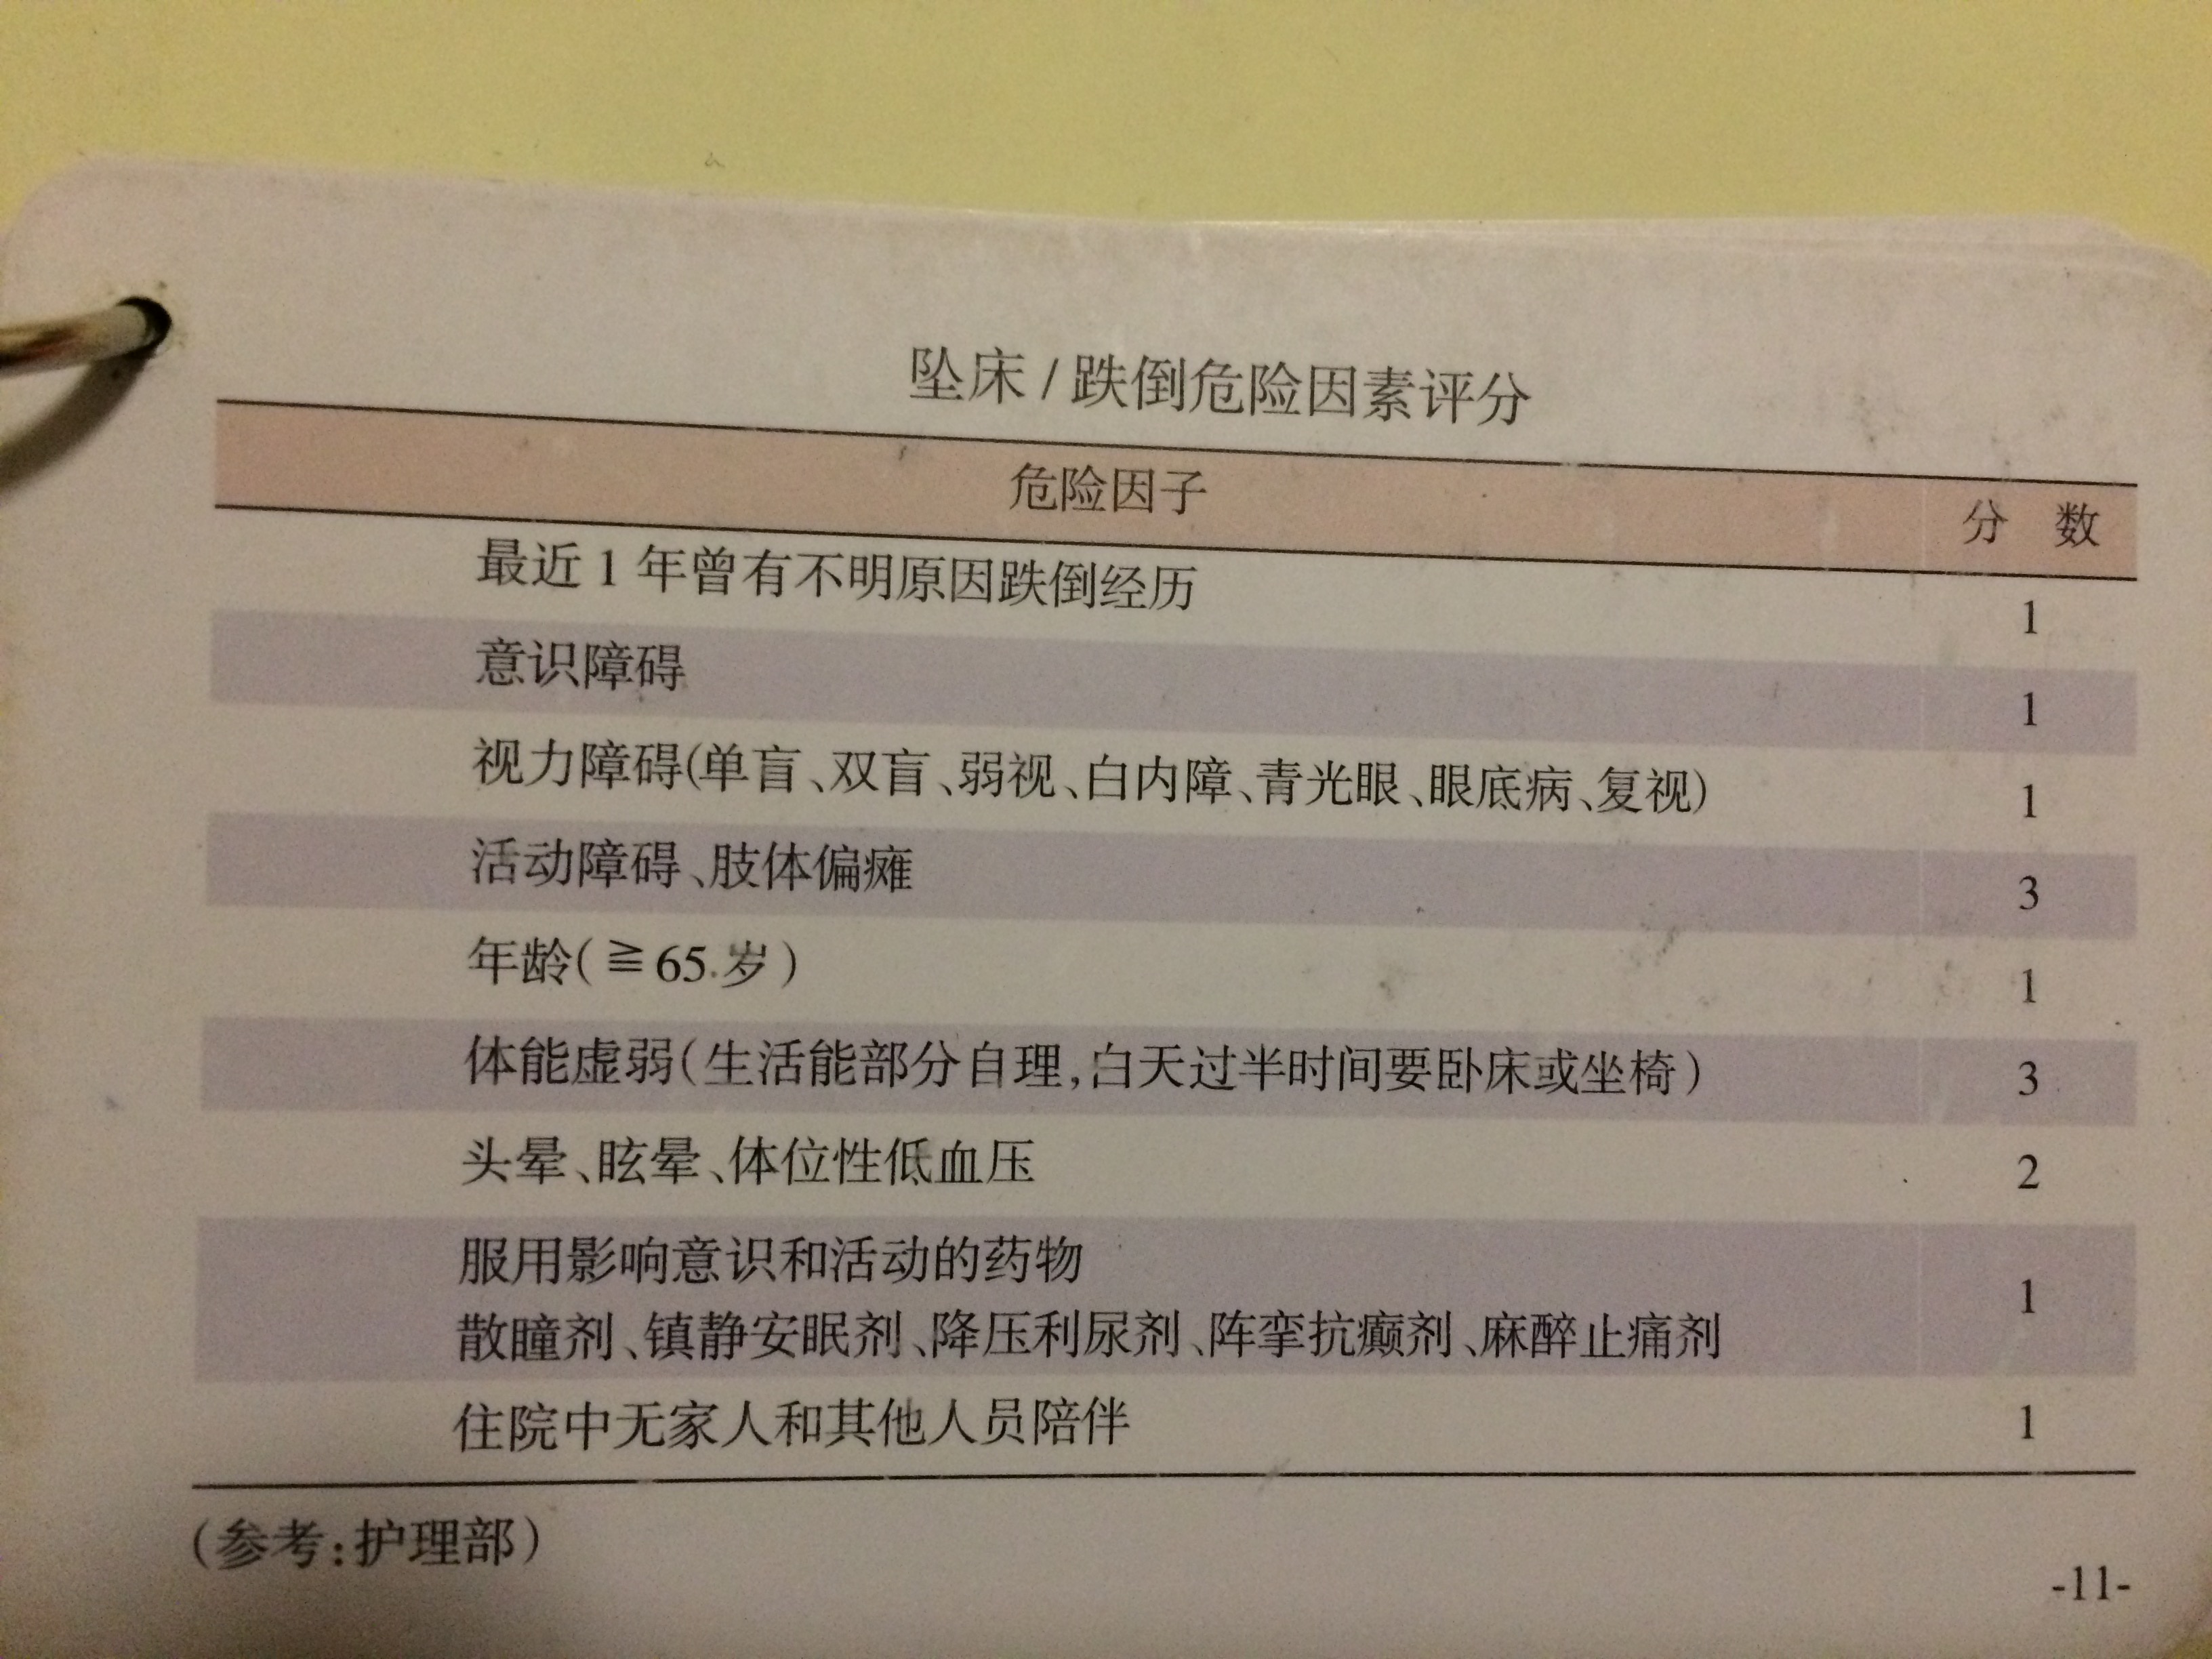 坠床/跌倒危险因素评分
危险因子 分数
最近1年曾有不明原因跌倒经历 1
意识障碍 1
视力障碍(单盲、双盲、弱视、白内障、青光眼、眼底病、复视) 1
活动障碍、肢体偏瘫 3
年龄(≧65岁) 1
体能虚弱(生活能部分自理,白天过半时间要卧床或坐椅) 3
头晕、眩晕、体位性低血压 2
服用影响意识和活动的药物 1
散瞳剂、镇静安眠剂、降压利尿剂、阵挛抗癫剂、麻醉止痛剂
住院中无家人和其他人员陪伴 1
(参考:护理部)
-11-